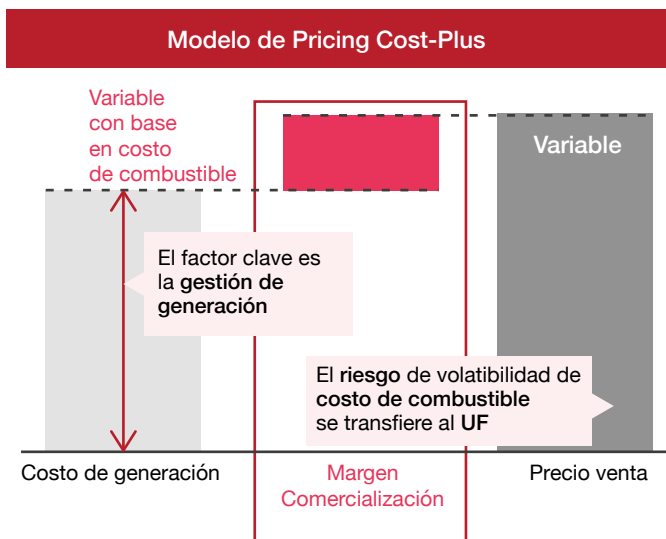 Modelo de Pricing Cost-Plus
Variable
con base
en costo
de combustible
Variable
El factor clave es
la gestión de
generación
El riesgo de volatibilidad de
costo de combustible
se transfiere al UF
Costo de generación
Margen
Comercialización
Precio venta